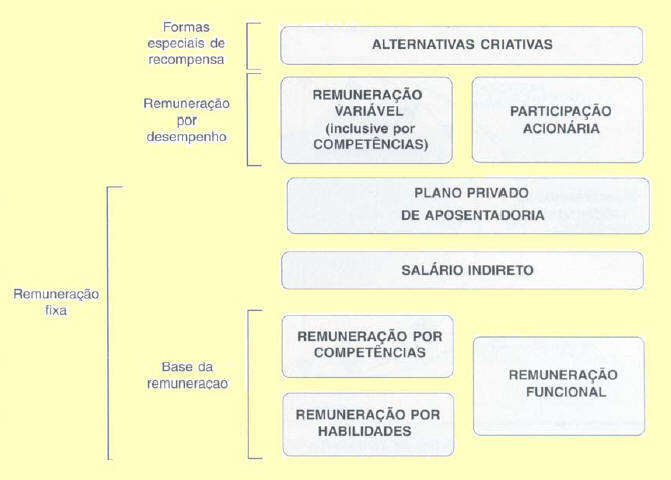 Formas
especiais de
recompensa
ALTERNATIVAS CRIATIVAS
Remuneração
por
desempenho
REMUNERAÇÃO
VARIÁVEL
(inclusive por
COMPETÊNCIAS)
PARTICIPAÇÃO
ACIONÁRIA
Remuneração
fixa
PLANO PRIVADO
DE APOSENTADORIA
SALÁRIO INDIRETO
Base da
remuneraçao
REMUNERAÇÃO POR
COMPETÊNCIAS
REMUNERAÇÃO POR
HABILIDADES
REMUNERAÇÃO
FUNCIONAL